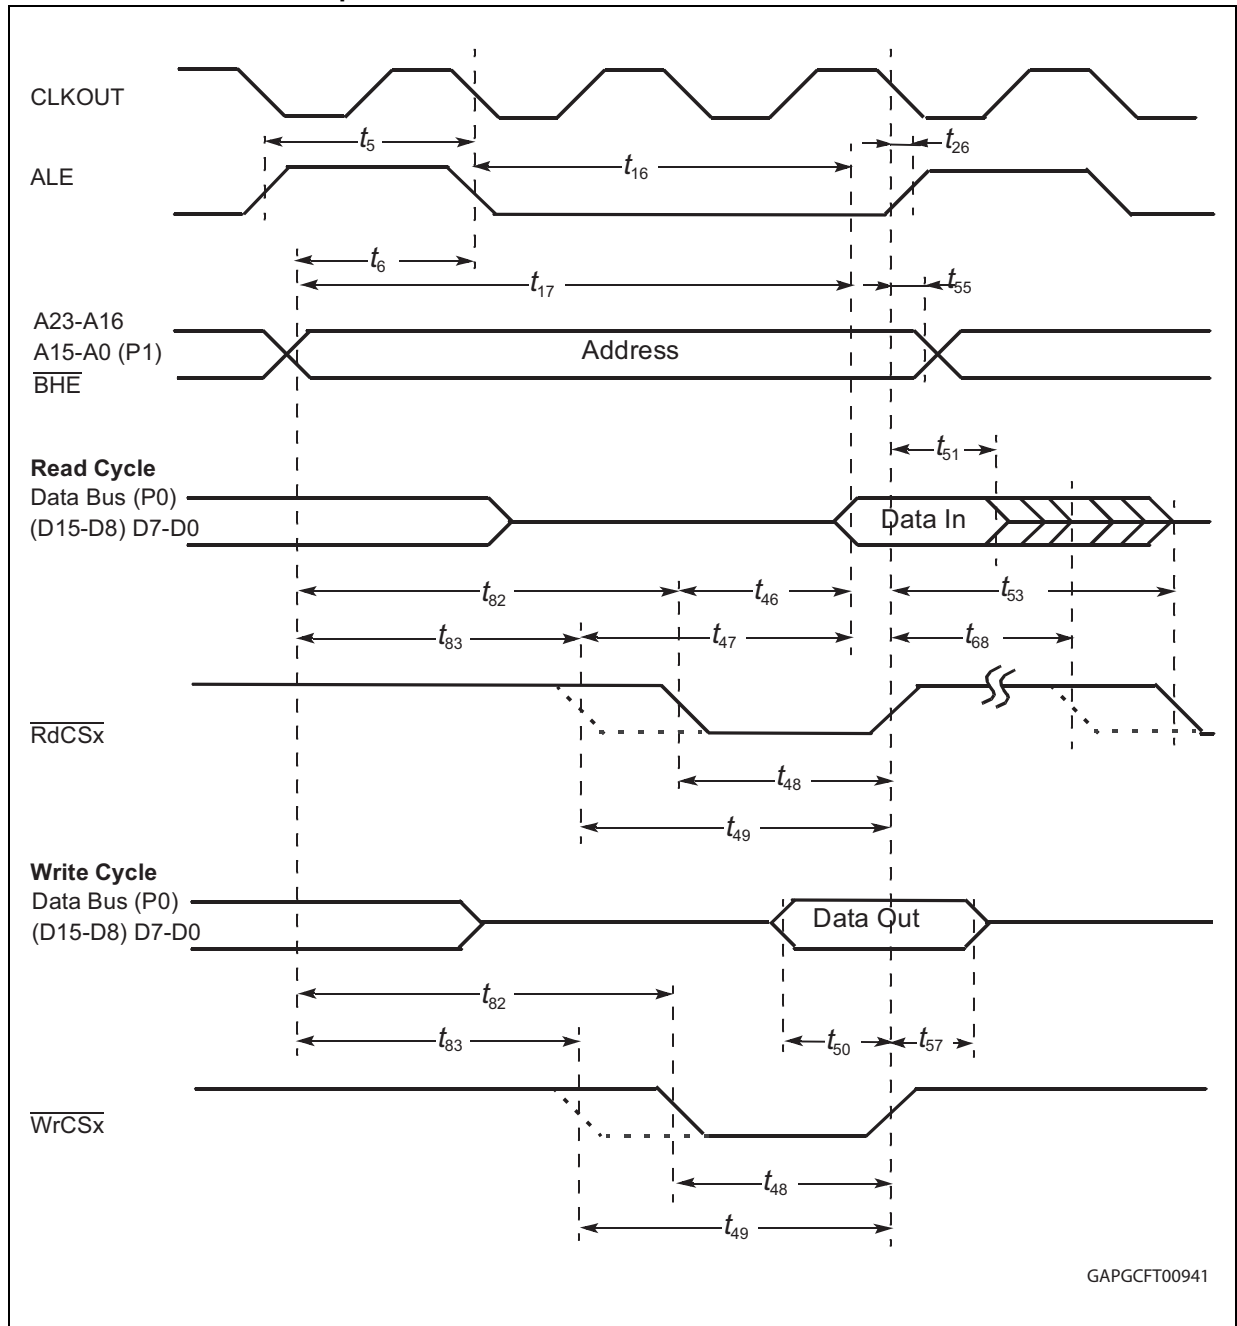 CLKOUT
t5
t26
ALE
t16
t6
t17
t55
A23-A16
A15-A0 (P1)
Address
BHE
t51
Read Cycle
Data Bus (P0)
Data In
(D15-D8) D7-D0
t82
t46
t53
t83
t47
t68
RdCSx
t48
t49
Write Cycle
Data Bus (P0)
Data Out
(D15-D8) D7-D0
t82
t83
t50
t57
WrCSx
t48
t49
GAPGCFT00941